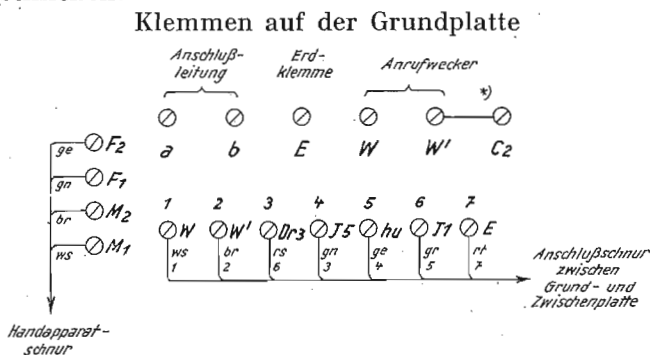 Klemmen auf der Grundplatte
Anschluß-
leitung
Erd-
klemme
Anrufwecker
*)
a b E W W' C2
ge F2
gn F1
br M2
ws M1
Handapparat-
schnur
1 2 3 4 5 6 7
W W' Dr3 J5 hu J1 E
ws br rs gn ge gr rt
1 2 6 3 4 5 7
Anschlußschnur
zwischen
Grund- und
Zwischenplatte